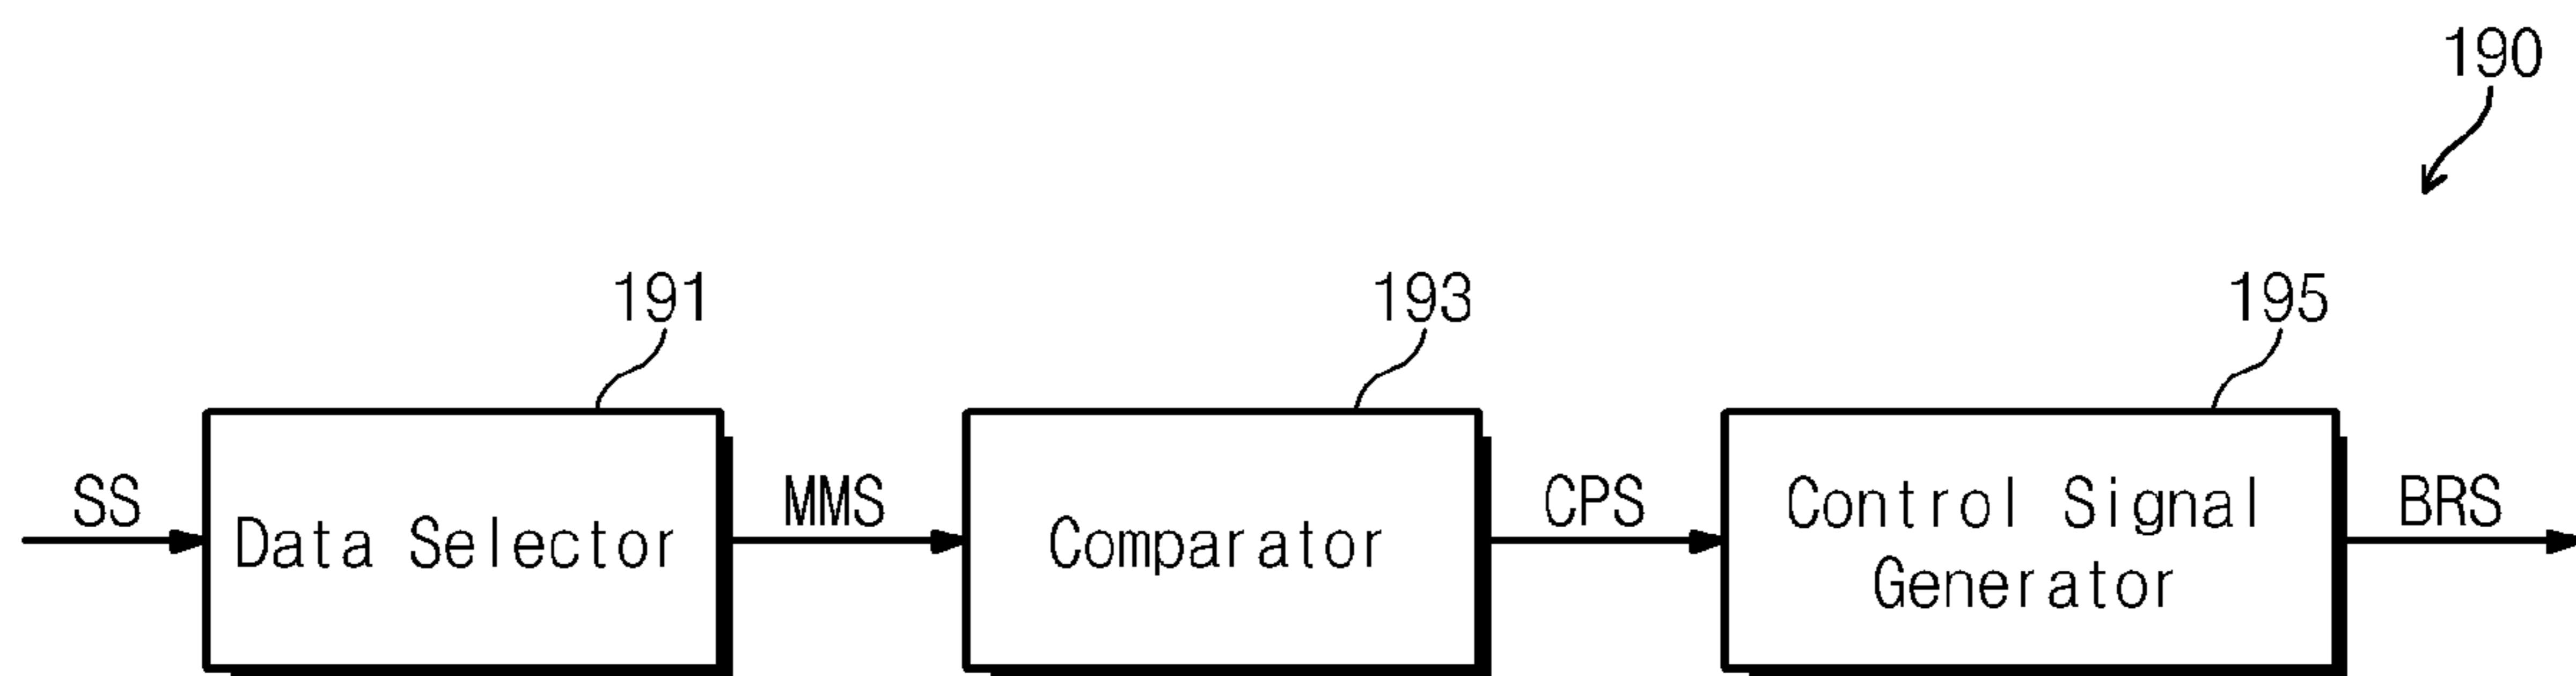 190
191
193
195
SS
Data Selector
MMS
Comparator
CPS
Control Signal
Generator
BRS